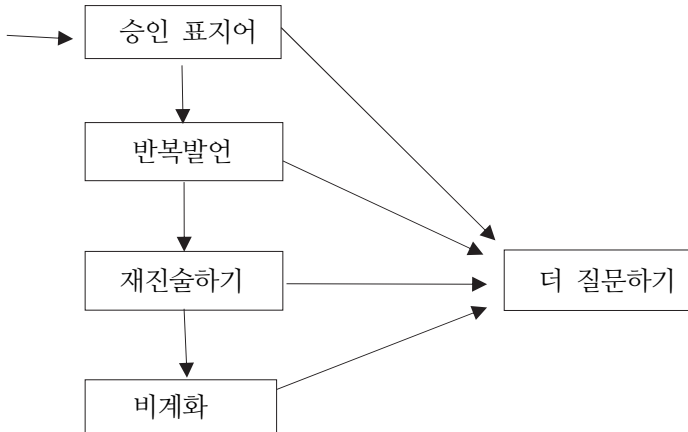 승인 표지어
반복발언
재진술하기
더 질문하기
비계화